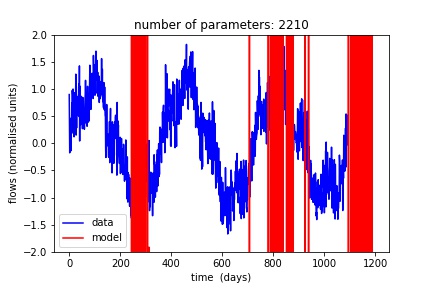 number of parameters: 2210
flows (normalised units)
2.0
1.5
1.0
0.5
0.0
−0.5
−1.0
−1.5
−2.0
data
model
0 200 400 600 800 1000 1200
time (days)